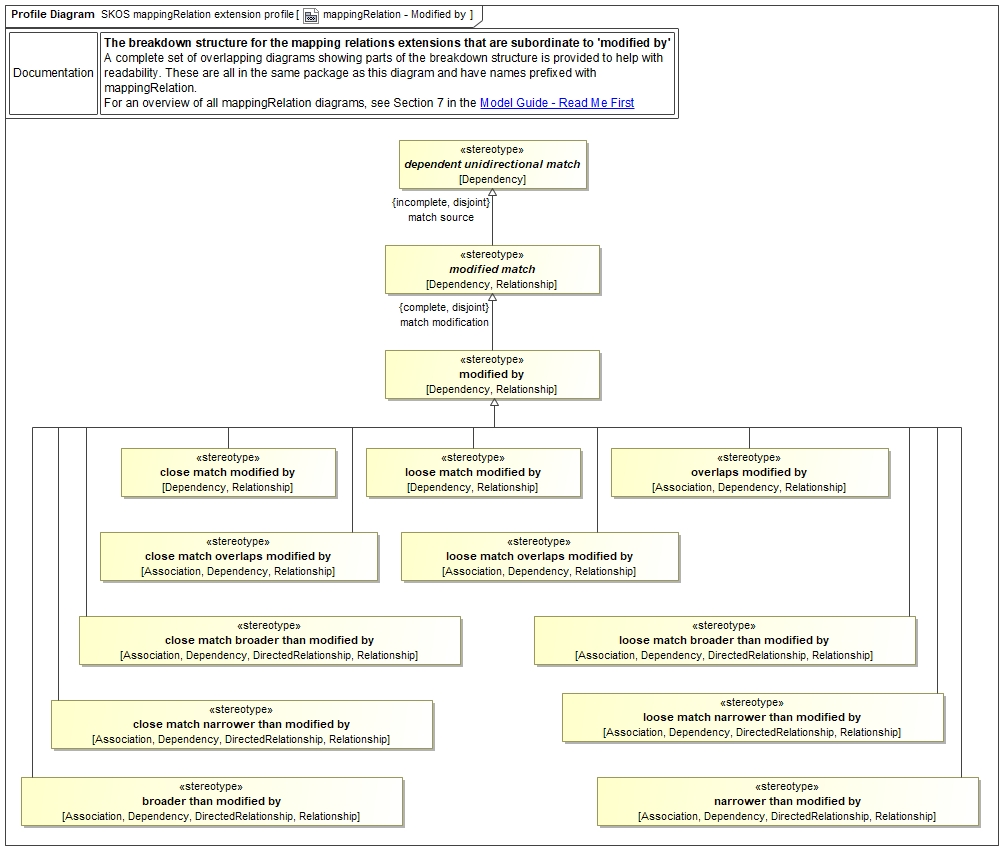 Profile Diagram SKOS mappingRelation extension profile [ mappingRelation - Modified by ]
Documentation
The breakdown structure for the mapping relations extensions that are subordinate to 'modified by'
A complete set of overlapping diagrams showing parts of the breakdown structure is provided to help with
readability. These are all in the same package as this diagram and have names prefixed with
mappingRelation.
For an overview of all mappingRelation diagrams, see Section 7 in the Model Guide - Read Me First
«stereotype»
dependent unidirectional match
[Dependency]
{incomplete, disjoint}
match source
«stereotype»
modified match
[Dependency, Relationship]
{complete, disjoint}
match modification
«stereotype»
modified by
[Dependency, Relationship]
«stereotype»
close match modified by
[Dependency, Relationship]
«stereotype»
loose match modified by
[Dependency, Relationship]
«stereotype»
overlaps modified by
[Association, Dependency, Relationship]
«stereotype»
close match overlaps modified by
[Association, Dependency, Relationship]
«stereotype»
loose match overlaps modified by
[Association, Dependency, Relationship]
«stereotype»
close match broader than modified by
[Association, Dependency, DirectedRelationship, Relationship]
«stereotype»
loose match broader than modified by
[Association, Dependency, DirectedRelationship, Relationship]
«stereotype»
close match narrower than modified by
[Association, Dependency, DirectedRelationship, Relationship]
«stereotype»
loose match narrower than modified by
[Association, Dependency, DirectedRelationship, Relationship]
«stereotype»
broader than modified by
[Association, Dependency, DirectedRelationship, Relationship]
«stereotype»
narrower than modified by
[Association, Dependency, DirectedRelationship, Relationship]